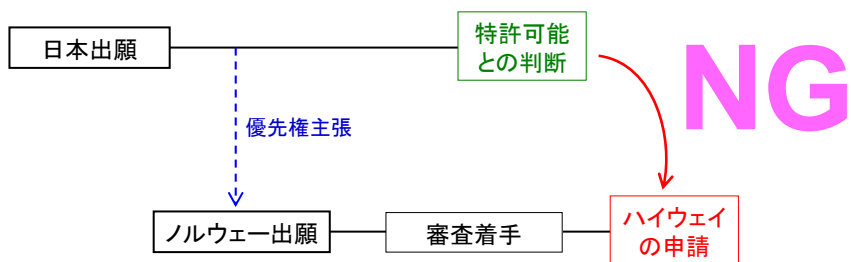 日本出願
特許可能
との判断
NG
優先権主張
ノルウェー出願
審査着手
ハイウェイ
の申請